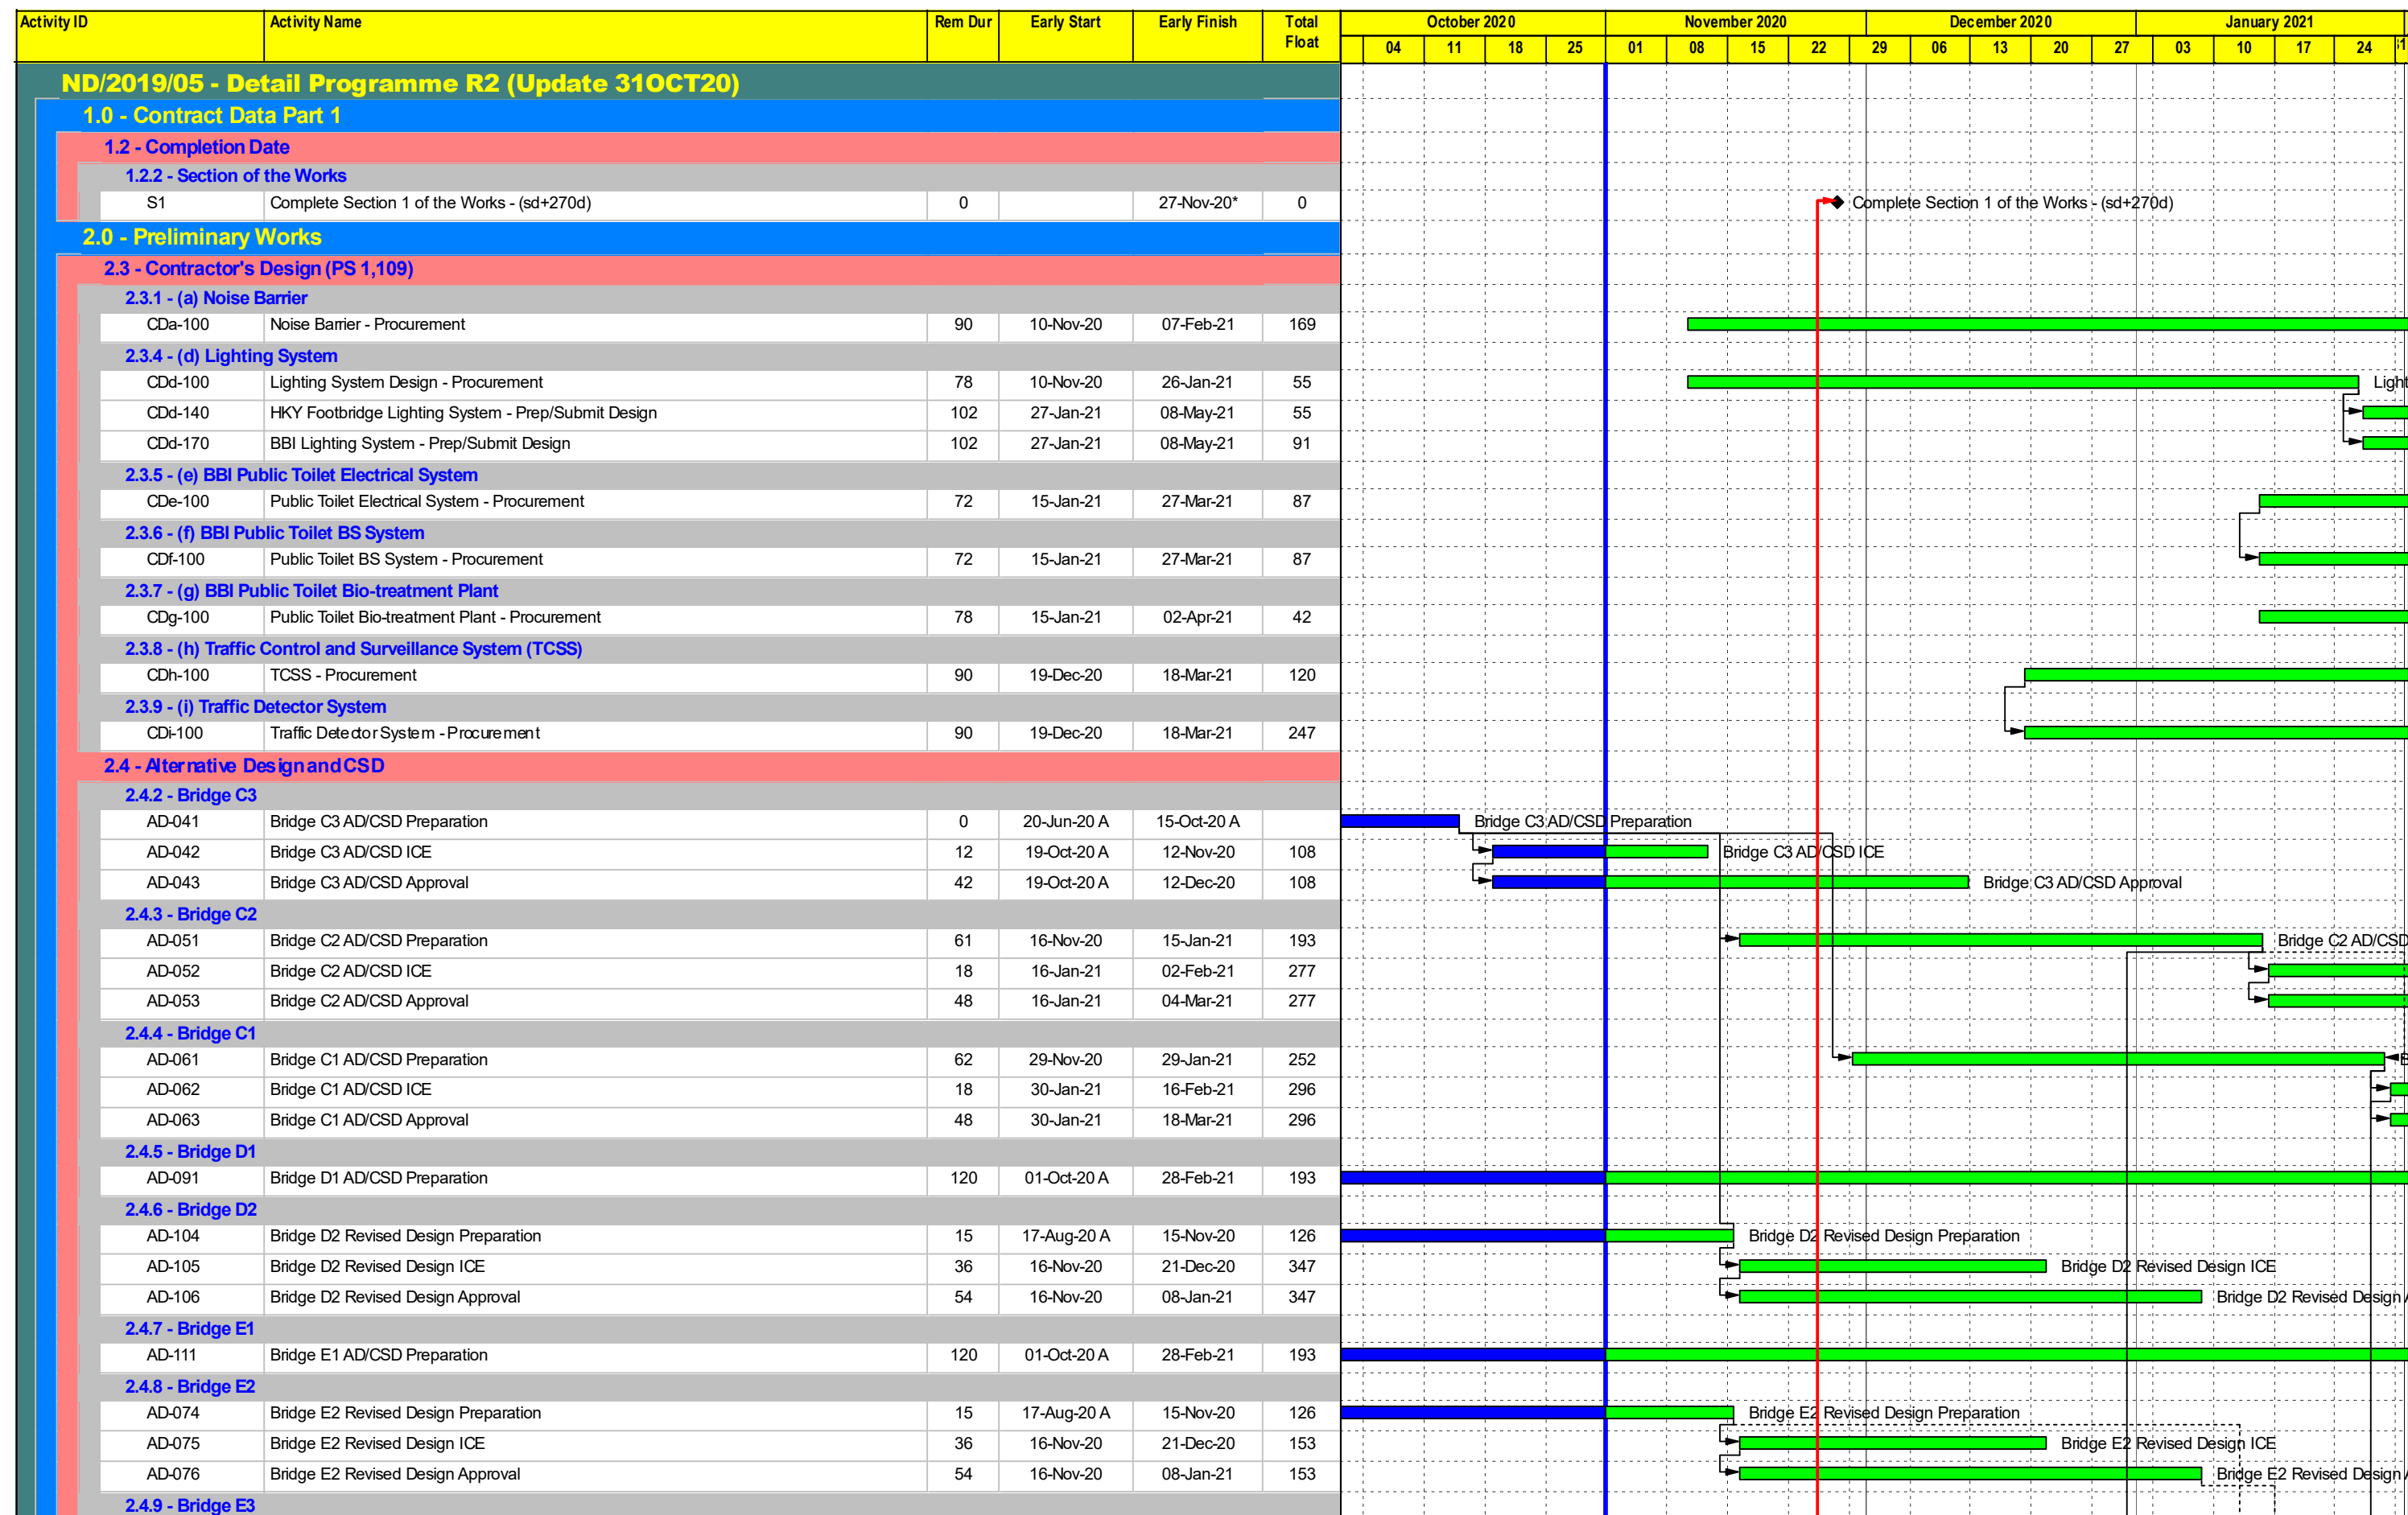 Activity ID Activity Name Rem Dur Early Start Early Finish Total Float October 2020 November 2020 December 2020 January 2021
04 11 18 25 01 08 15 22 29 06 13 20 27 03 10 17 24
ND/2019/05 - Detail Programme R2 (Update 31OCT20)
1.0 - Contract Data Part 1
1.2 - Completion Date
1.2.2 - Section of the Works
S1 Complete Section 1 of the Works - (sd+270d) 0 27-Nov-20* 0 Complete Section 1 of the Works - (sd+270d)
2.0 - Preliminary Works
2.3 - Contractor's Design (PS 1,109)
2.3.1 - (a) Noise Barrier
CDa-100 Noise Barrier - Procurement 90 10-Nov-20 07-Feb-21 169
2.3.4 - (d) Lighting System
CDd-100 Lighting System Design - Procurement 78 10-Nov-20 26-Jan-21 55 Light
CDd-140 HKY Footbridge Lighting System - Prep/Submit Design 102 27-Jan-21 08-May-21 55
CDd-170 BBI Lighting System - Prep/Submit Design 102 27-Jan-21 08-May-21 91
2.3.5 - (e) BBI Public Toilet Electrical System
CDe-100 Public Toilet Electrical System - Procurement 72 15-Jan-21 27-Mar-21 87
2.3.6 - (f) BBI Public Toilet BS System
CDf-100 Public Toilet BS System - Procurement 72 15-Jan-21 27-Mar-21 87
2.3.7 - (g) BBI Public Toilet Bio-treatment Plant
CDg-100 Public Toilet Bio-treatment Plant - Procurement 78 15-Jan-21 02-Apr-21 42
2.3.8 - (h) Traffic Control and Surveillance System (TCSS)
CDh-100 TCSS - Procurement 90 19-Dec-20 18-Mar-21 120
2.3.9 - (i) Traffic Detector System
CDi-100 Traffic Detector System - Procurement 90 19-Dec-20 18-Mar-21 247
2.4 - Alternative Design and CSD
2.4.2 - Bridge C3
AD-041 Bridge C3 AD/CSD Preparation 0 20-Jun-20 A 15-Oct-20 A Bridge C3 AD/CSD Preparation
AD-042 Bridge C3 AD/CSD ICE 12 19-Oct-20 A 12-Nov-20 108 Bridge C3 AD/CSD ICE
AD-043 Bridge C3 AD/CSD Approval 42 19-Oct-20 A 12-Dec-20 108 Bridge C3 AD/CSD Approval
2.4.3 - Bridge C2
AD-051 Bridge C2 AD/CSD Preparation 61 16-Nov-20 15-Jan-21 193 Bridge C2 AD/CSD
AD-052 Bridge C2 AD/CSD ICE 18 16-Jan-21 02-Feb-21 277
AD-053 Bridge C2 AD/CSD Approval 48 16-Jan-21 04-Mar-21 277
2.4.4 - Bridge C1
AD-061 Bridge C1 AD/CSD Preparation 62 29-Nov-20 29-Jan-21 252
AD-062 Bridge C1 AD/CSD ICE 18 30-Jan-21 16-Feb-21 296
AD-063 Bridge C1 AD/CSD Approval 48 30-Jan-21 18-Mar-21 296
2.4.5 - Bridge D1
AD-091 Bridge D1 AD/CSD Preparation 120 01-Oct-20 A 28-Feb-21 193
2.4.6 - Bridge D2
AD-104 Bridge D2 Revised Design Preparation 15 17-Aug-20 A 15-Nov-20 126 Bridge D2 Revised Design Preparation
AD-105 Bridge D2 Revised Design ICE 36 16-Nov-20 21-Dec-20 347 Bridge D2 Revised Design ICE
AD-106 Bridge D2 Revised Design Approval 54 16-Nov-20 08-Jan-21 347 Bridge D2 Revised Design
2.4.7 - Bridge E1
AD-111 Bridge E1 AD/CSD Preparation 120 01-Oct-20 A 28-Feb-21 193
2.4.8 - Bridge E2
AD-074 Bridge E2 Revised Design Preparation 15 17-Aug-20 A 15-Nov-20 126 Bridge E2 Revised Design Preparation
AD-075 Bridge E2 Revised Design ICE 36 16-Nov-20 21-Dec-20 153 Bridge E2 Revised Design ICE
AD-076 Bridge E2 Revised Design Approval 54 16-Nov-20 08-Jan-21 153 Bridge E2 Revised Design
2.4.9 - Bridge E3